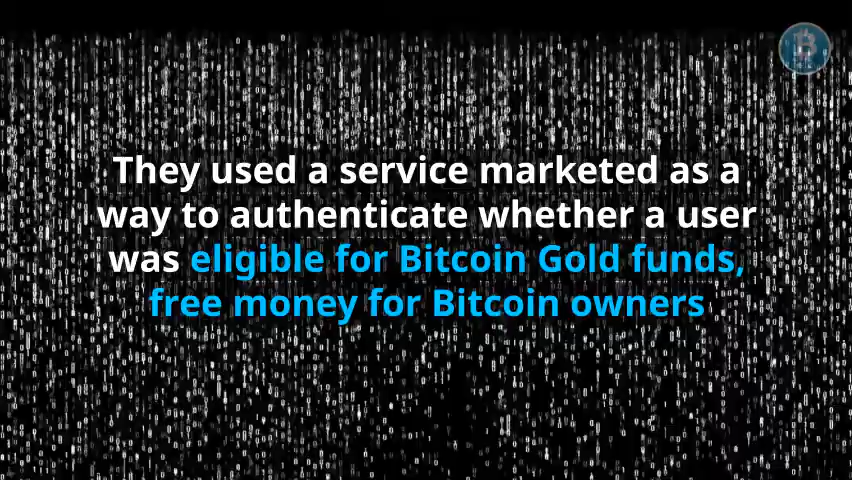 They used a service marketed as a
way to authenticate whether a user
was eligible for Bitcoin Gold funds,
free money for Bitcoin owners